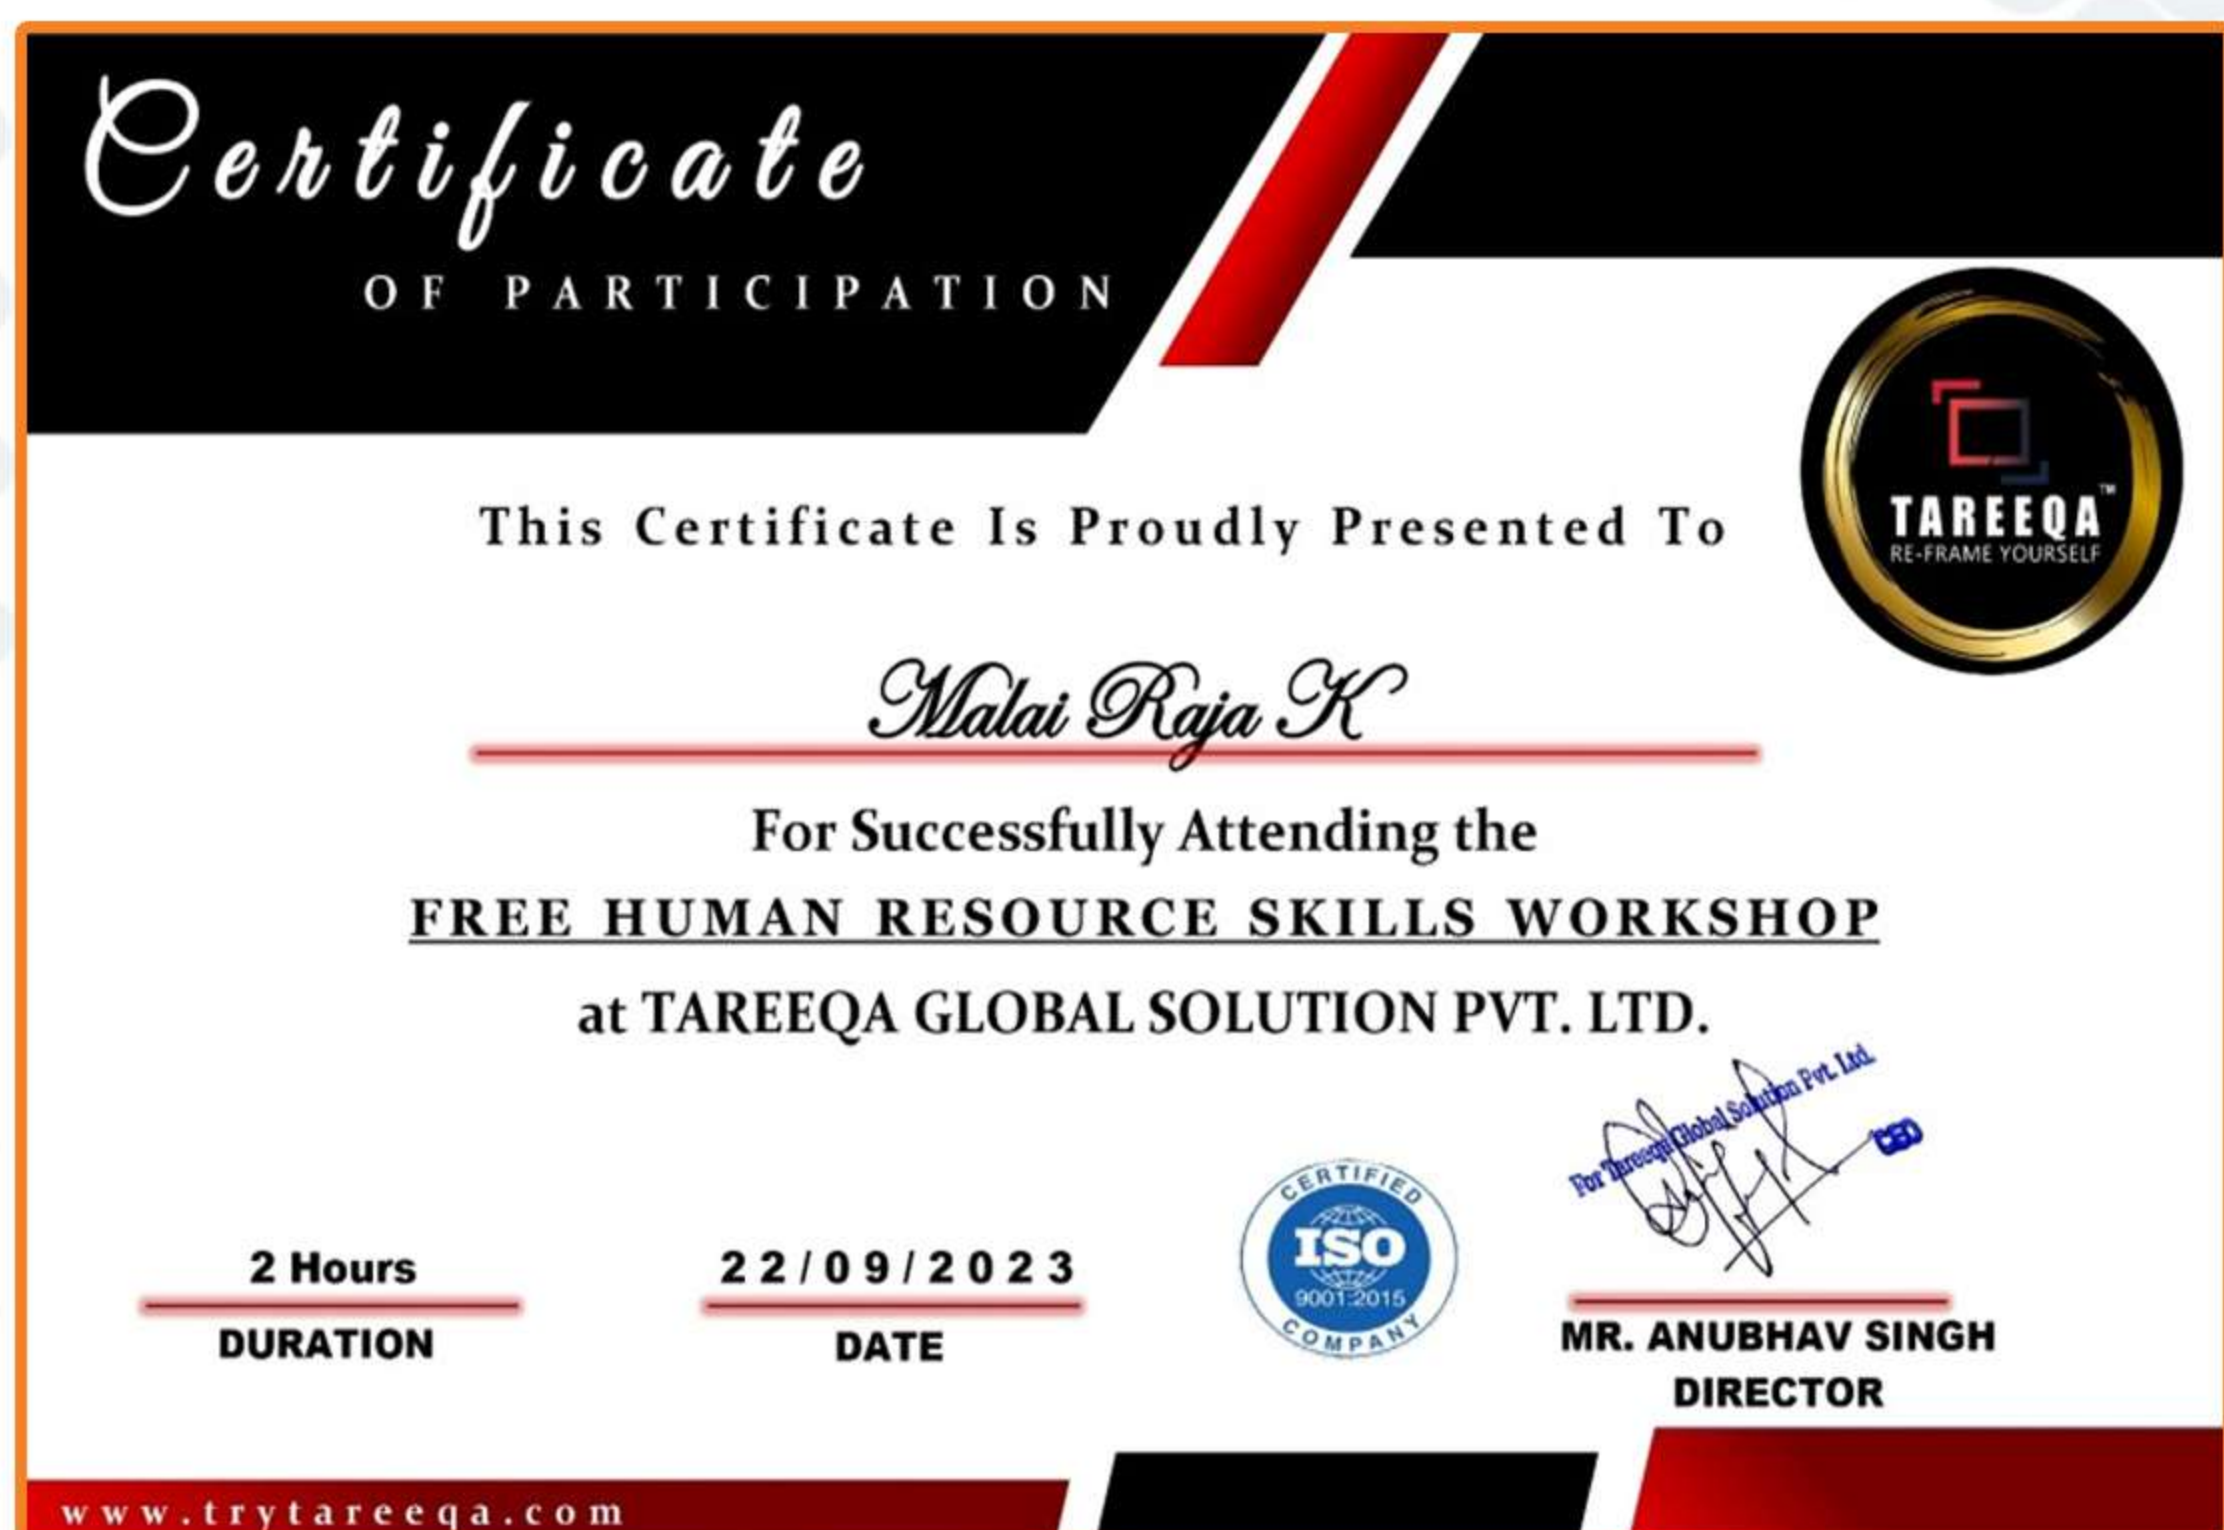 Certificate
OF PARTICIPATION
TAREEQA™
RE-FRAME YOURSELF
This Certificate Is Proudly Presented To
Malai Raja K
For Successfully Attending the
FREE HUMAN RESOURCE SKILLS WORKSHOP
at TAREEQA GLOBAL SOLUTION PVT. LTD.
For Tareeqa Global Solution Pvt. Ltd.
CEO
2 Hours
DURATION
22/09/2023
DATE
CERTIFIED
ISO
9001:2015
COMPANY
MR. ANUBHAV SINGH
DIRECTOR
www.trytareeqa.com